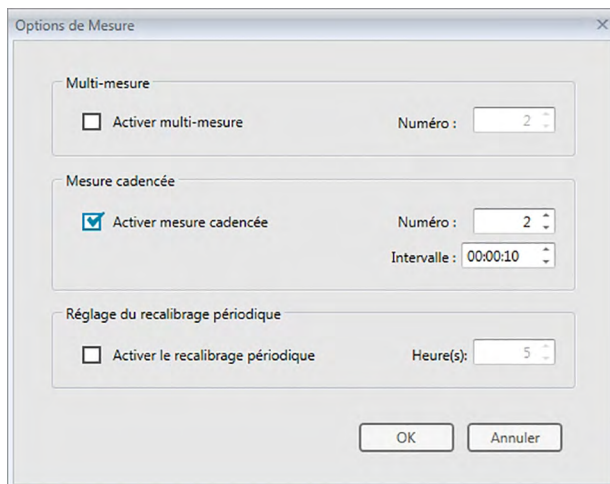 Options de Mesure
Multi-mesure
Activer multi-mesure Numéro : 2
Mesure cadencée
Activer mesure cadencée Numéro : 2
Intervalle : 00:00:10
Réglage du recalibrage périodique
Activer le recalibrage périodique Heure(s): 5
OK Annuler